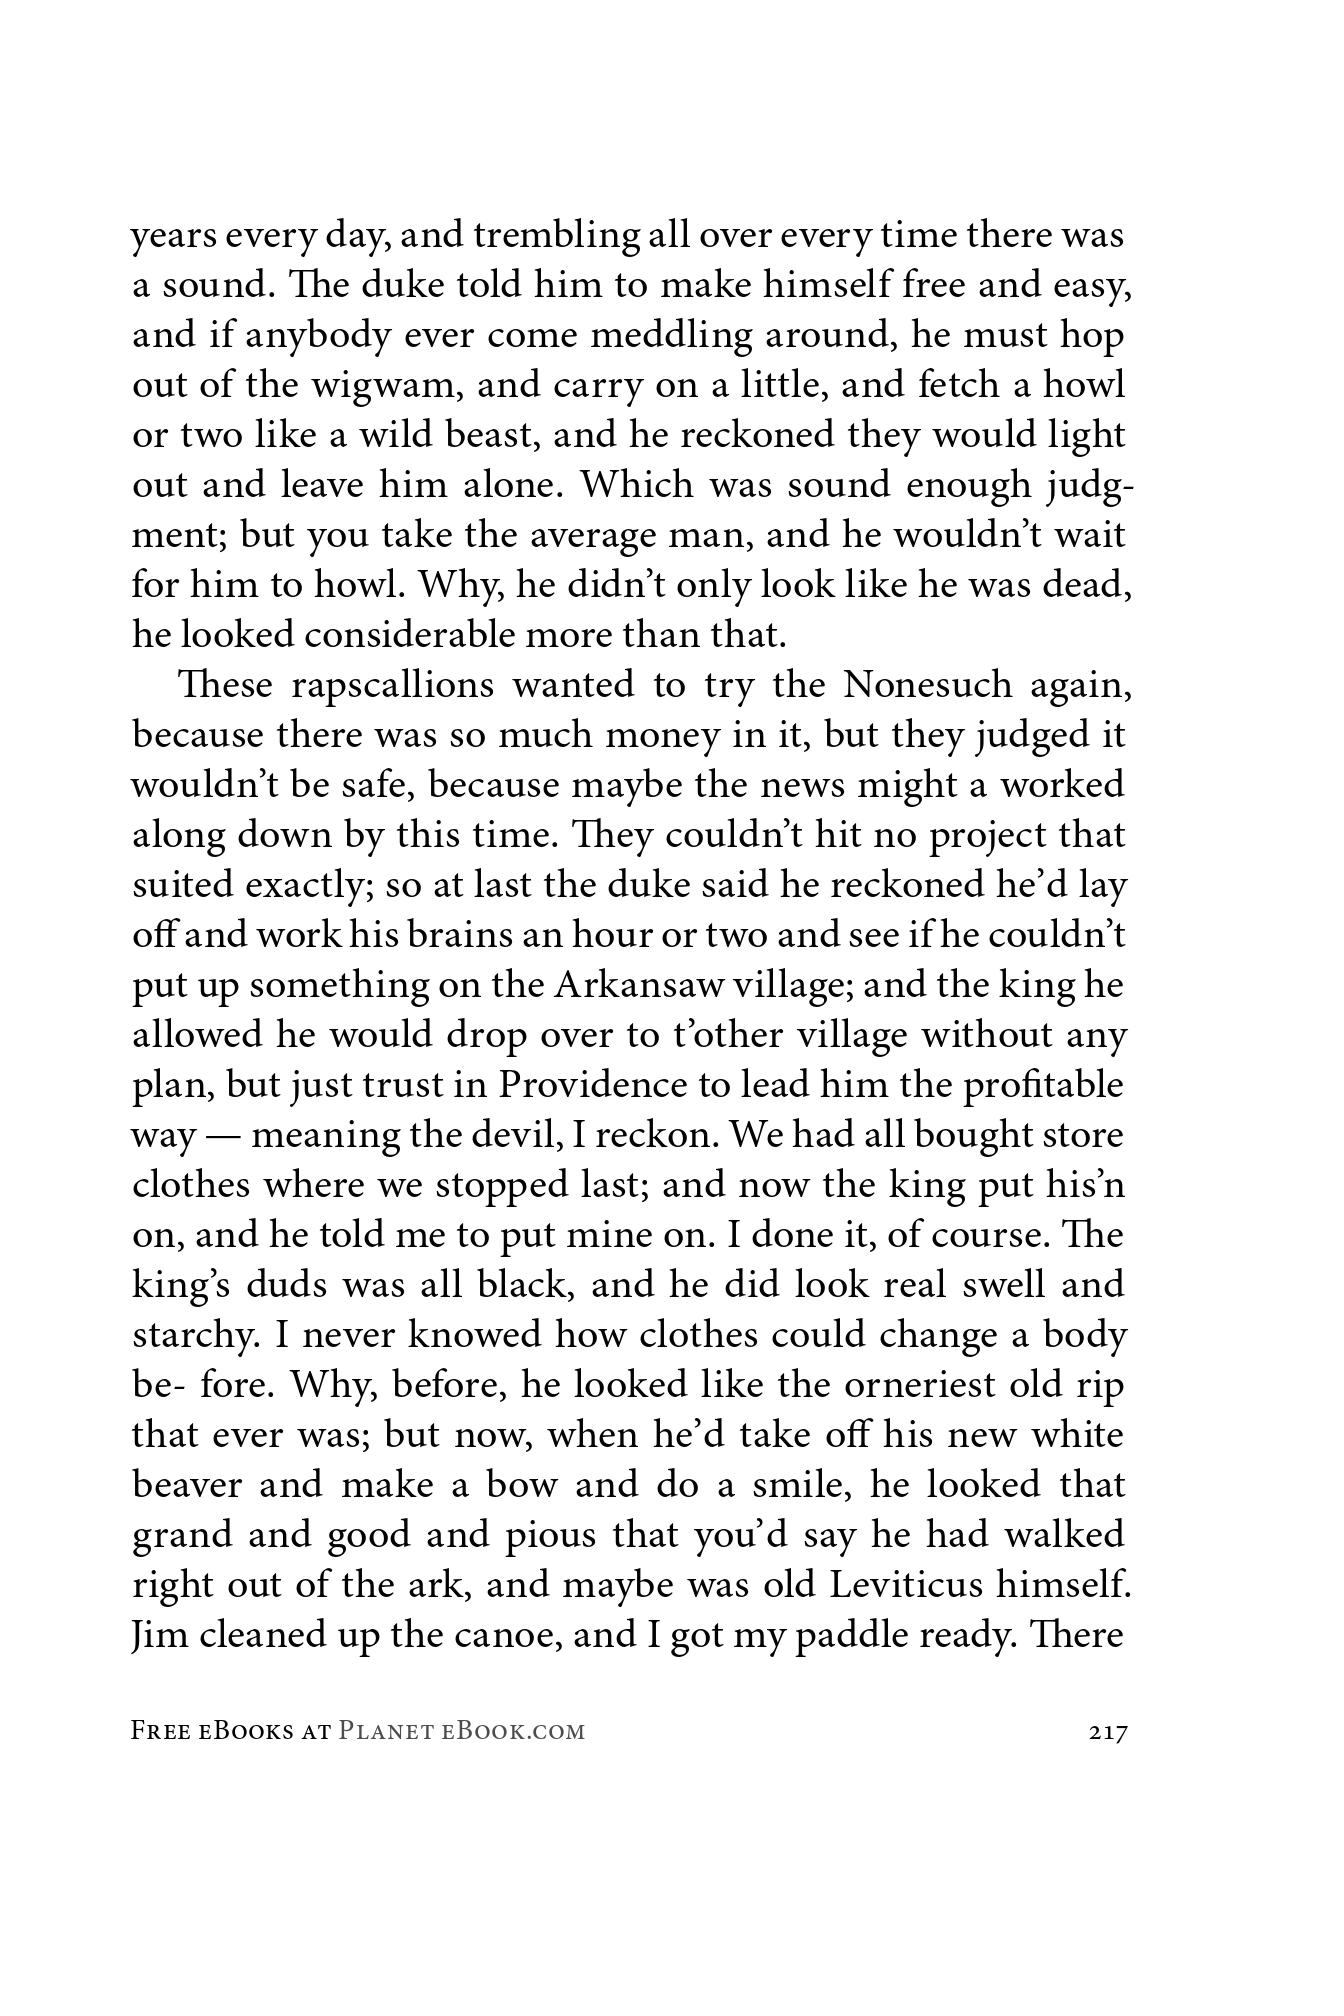 years every day, and trembling all over every time there was
a sound. The duke told him to make himself free and easy,
and if anybody ever come meddling around, he must hop
out of the wigwam, and carry on a little, and fetch a howl
or two like a wild beast, and he reckoned they would light
out and leave him alone. Which was sound enough judg-
ment; but you take the average man, and he wouldn’t wait
for him to howl. Why, he didn’t only look like he was dead,
he looked considerable more than that.
These rapscallions wanted to try the Nonesuch again,
because there was so much money in it, but they judged it
wouldn’t be safe, because maybe the news might a worked
along down by this time. They couldn’t hit no project that
suited exactly; so at last the duke said he reckoned he’d lay
off and work his brains an hour or two and see if he couldn’t
put up something on the Arkansaw village; and the king he
allowed he would drop over to t’other village without any
plan, but just trust in Providence to lead him the profitable
way — meaning the devil, I reckon. We had all bought store
clothes where we stopped last; and now the king put his’n
on, and he told me to put mine on. I done it, of course. The
king’s duds was all black, and he did look real swell and
starchy. I never knowed how clothes could change a body
be- fore. Why, before, he looked like the orneriest old rip
that ever was; but now, when he’d take off his new white
beaver and make a bow and do a smile, he looked that
grand and good and pious that you’d say he had walked
right out of the ark, and maybe was old Leviticus himself.
Jim cleaned up the canoe, and I got my paddle ready. There
Free eBooks at Planet eBook.com 217